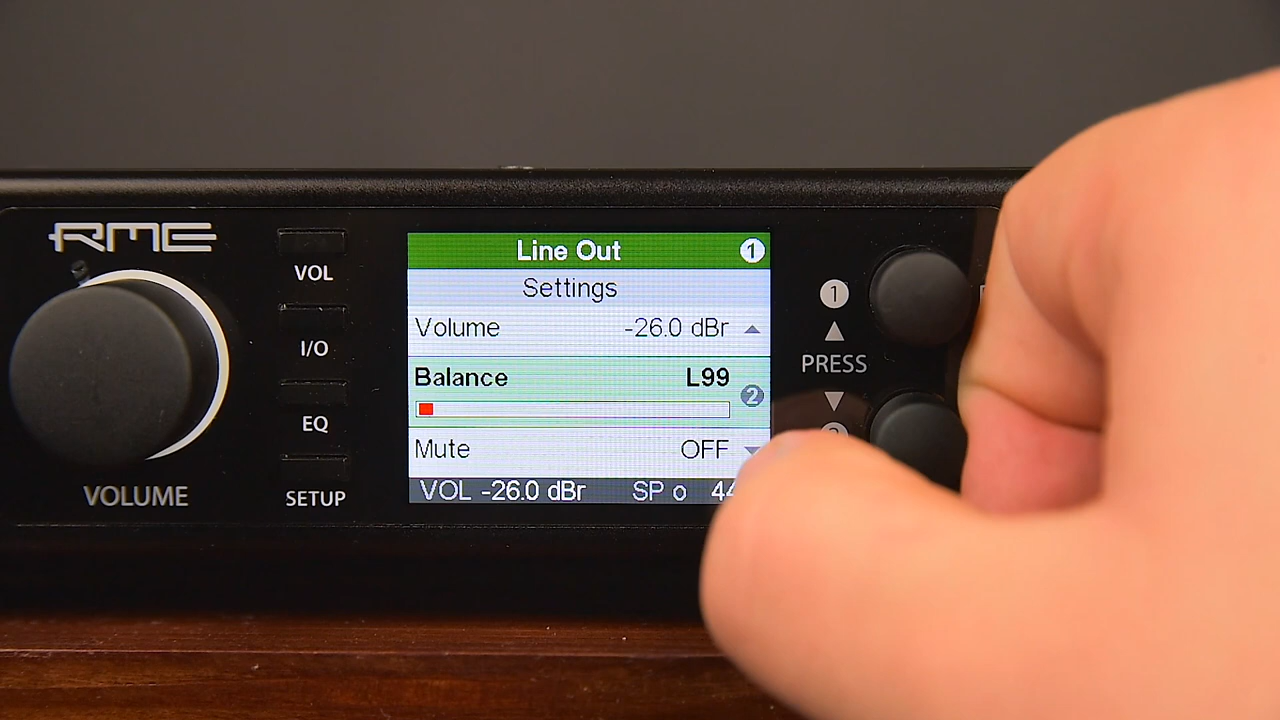 RME
VOL
I/O
EQ
SETUP
VOLUME
Line Out 1
Settings
Volume -26.0 dBr
Balance L99
2
Mute OFF
VOL -26.0 dBr SP o 44
1
PRESS